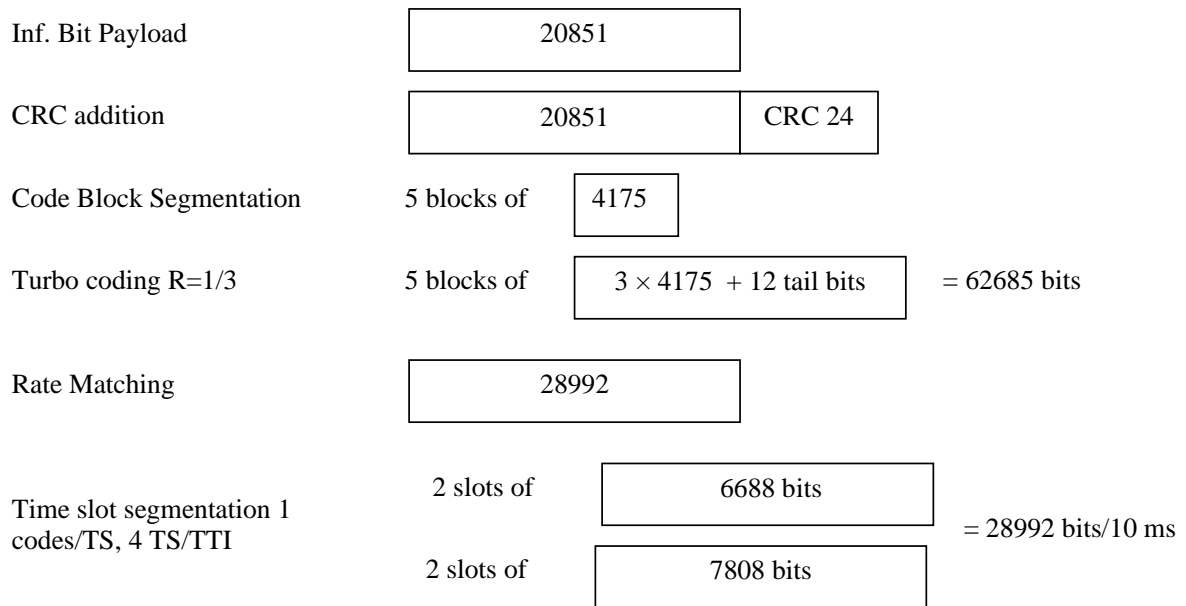 Inf. Bit Payload 20851
CRC addition 20851 CRC 24
Code Block Segmentation 5 blocks of 4175
Turbo coding R=1/3 5 blocks of 3 × 4175 + 12 tail bits = 62685 bits
Rate Matching 28992
2 slots of 6688 bits
Time slot segmentation 1
codes/TS, 4 TS/TTI
= 28992 bits/10 ms
2 slots of 7808 bits